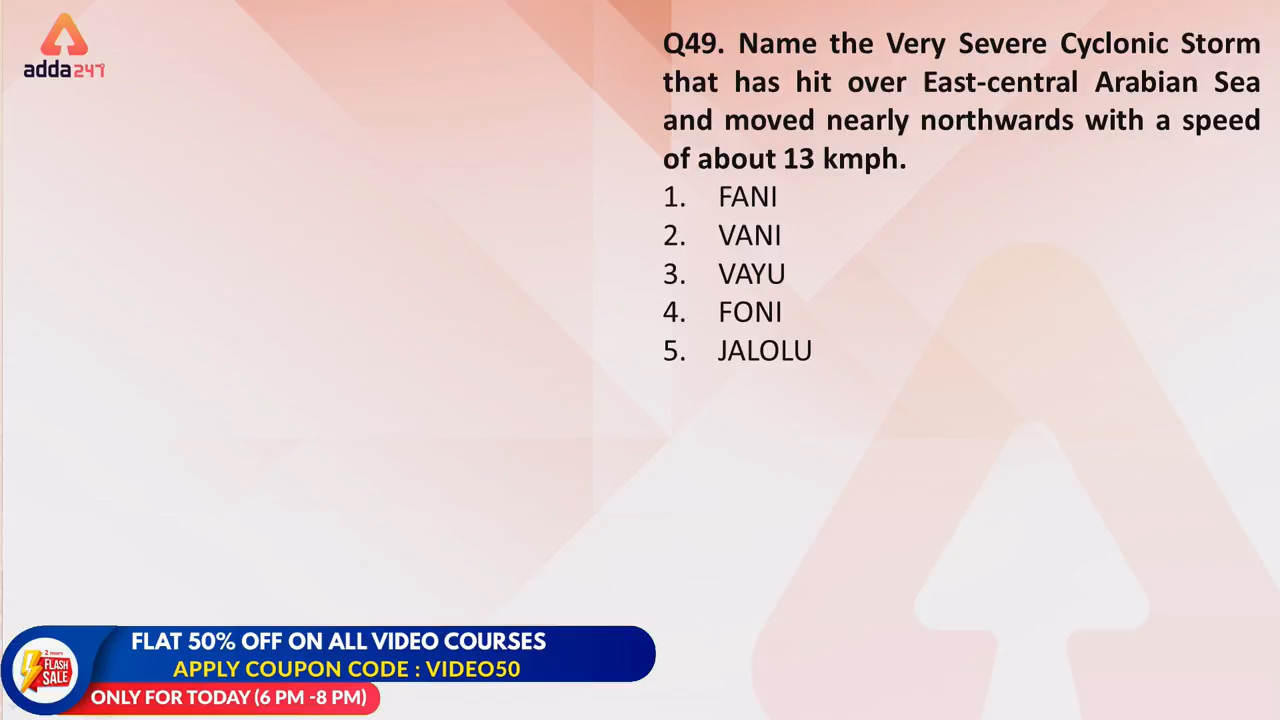 adda247
Q49. Name the Very Severe Cyclonic Storm
that has hit over East-central Arabian Sea
and moved nearly northwards with a speed
of about 13 kmph.
1. FANI
2. VANI
3. VAYU
4. FONI
5. JALOLU
FLAT 50% OFF ON ALL VIDEO COURSES
APPLY COUPON CODE : VIDEO50
2 Hours
FLASH
SALE
ONLY FOR TODAY (6 PM -8 PM)